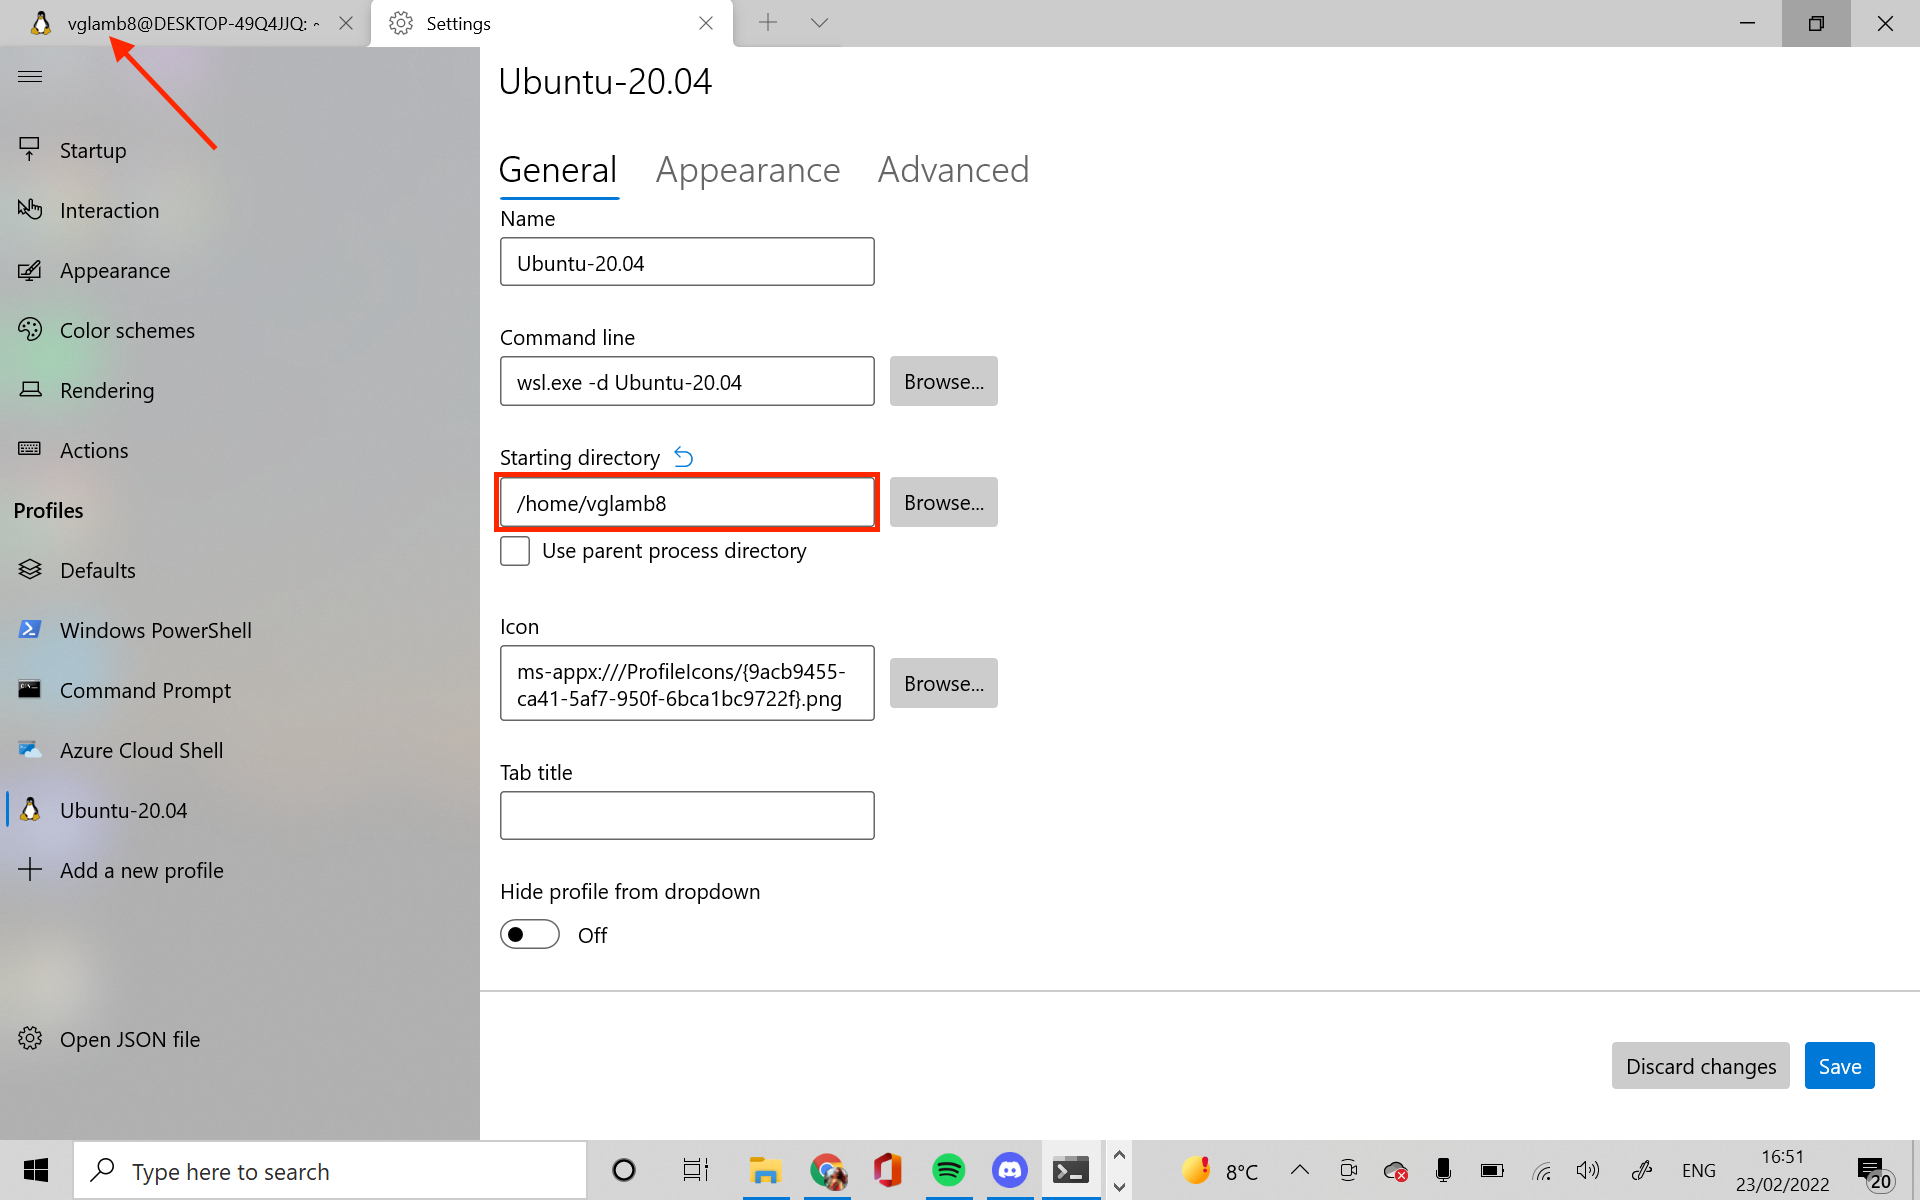 vglamb8@DESKTOP-49Q4JJQ: ~
Settings
Startup
Interaction
Appearance
Color schemes
Rendering
Actions
Profiles
Defaults
Windows PowerShell
Command Prompt
Azure Cloud Shell
Ubuntu-20.04
Add a new profile
Open JSON file
Ubuntu-20.04
General Appearance Advanced
Name
Ubuntu-20.04
Command line
wsl.exe -d Ubuntu-20.04 Browse...
Starting directory
/home/vglamb8 Browse...
Use parent process directory
Icon
ms-appx:///ProfileIcons/{9acb9455-
ca41-5af7-950f-6bca1bc9722f}.png
Browse...
Tab title
Hide profile from dropdown
Off
Discard changes Save
Type here to search
8°C
ENG
16:51
23/02/2022
20